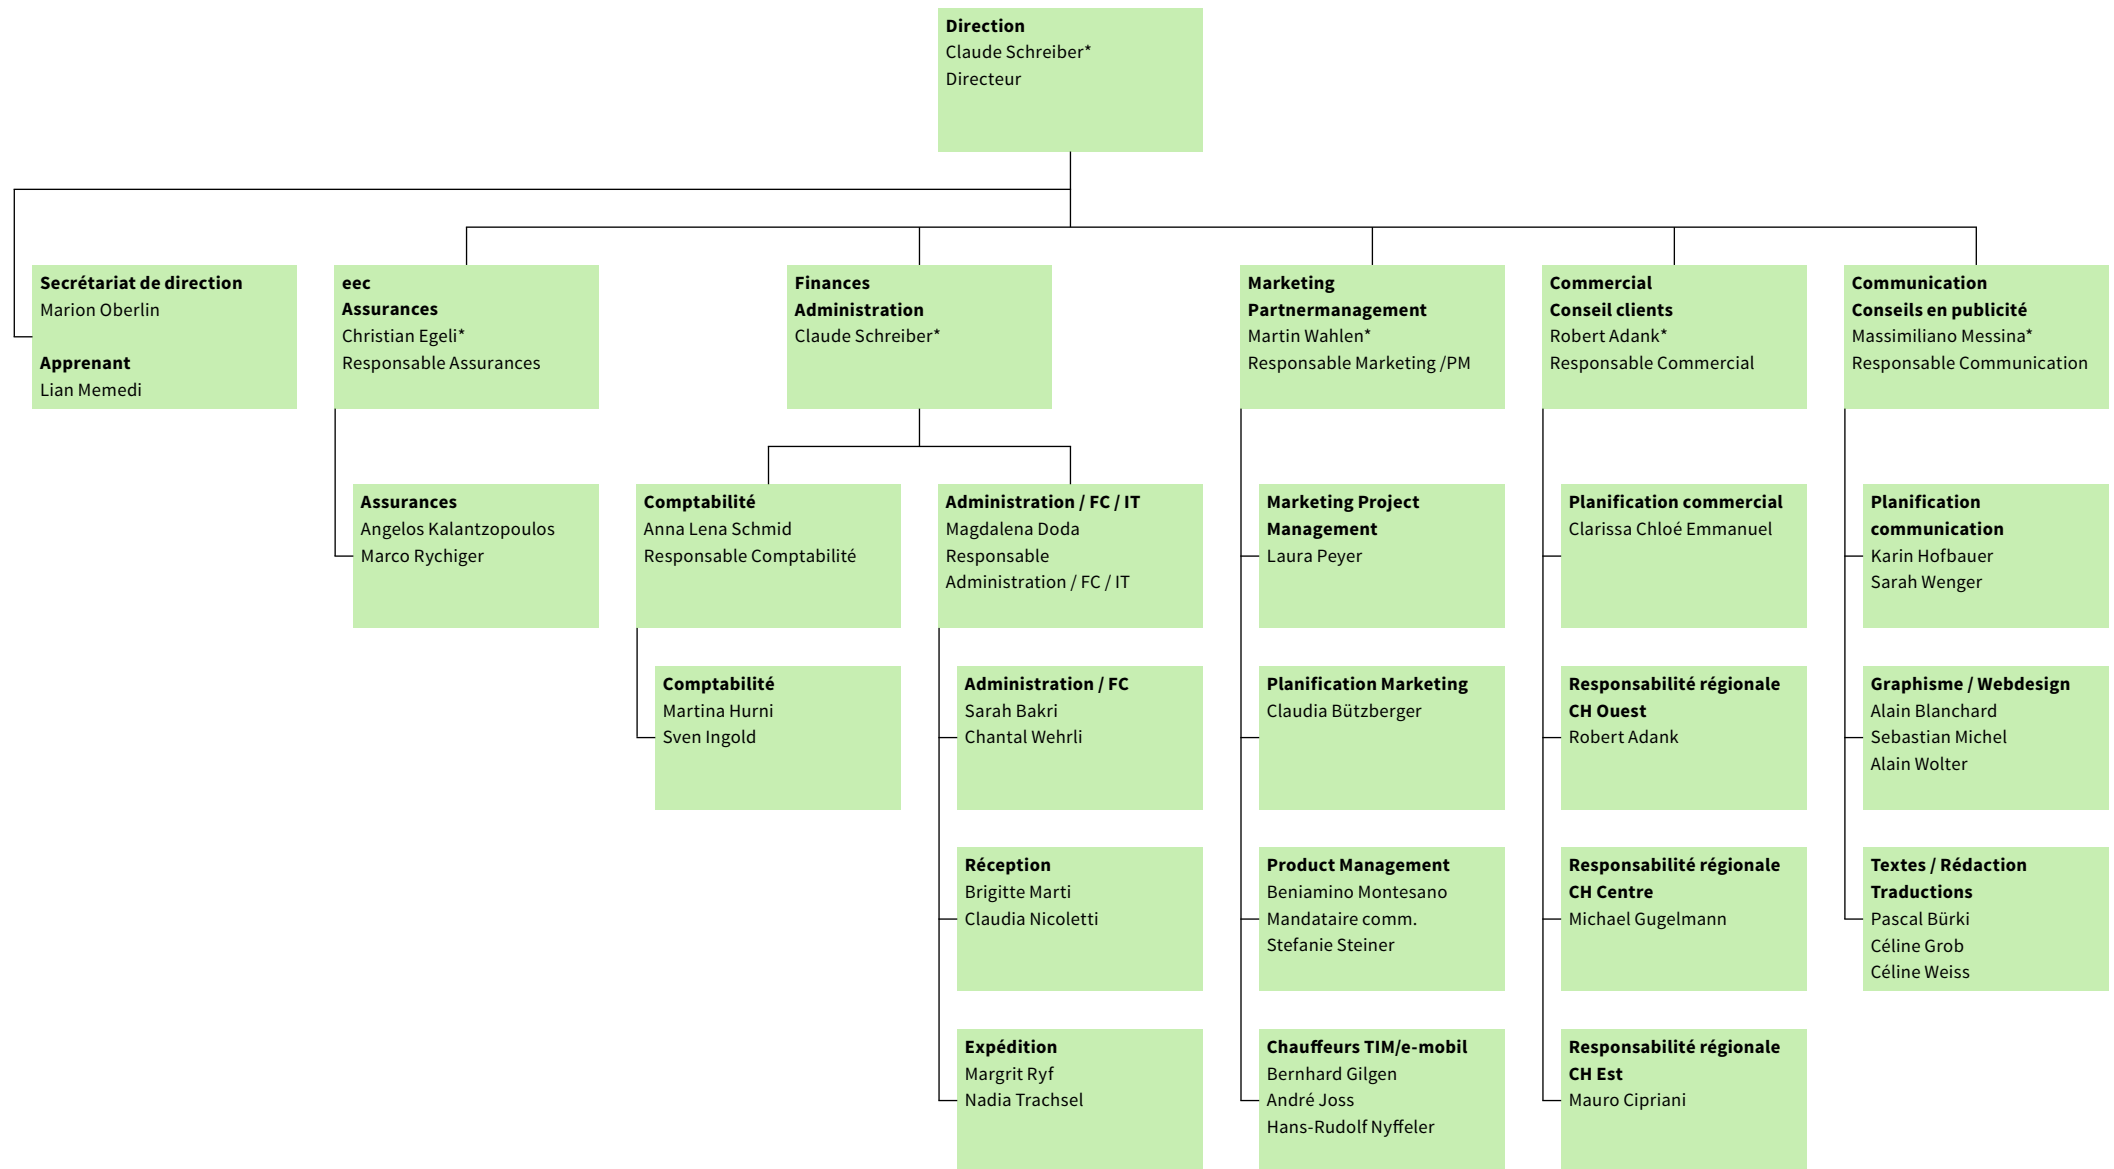 Direction
Claude Schreiber*
Directeur
Secrétariat de direction
Marion Oberlin
Apprenant
Lian Memedi
eec
Assurances
Christian Egeli*
Responsable Assurances
Finances
Administration
Claude Schreiber*
Marketing
Partnermanagement
Martin Wahlen*
Responsable Marketing /PM
Commercial
Conseil clients
Robert Adank*
Responsable Commercial
Communication
Conseils en publicité
Massimiliano Messina*
Responsable Communication
Assurances
Angelos Kalantzopoulos
Marco Rychiger
Comptabilité
Anna Lena Schmid
Responsable Comptabilité
Administration / FC / IT
Magdalena Doda
Responsable
Administration / FC / IT
Marketing Project
Management
Laura Peyer
Planification commercial
Clarissa Chloé Emmanuel
Planification
communication
Karin Hofbauer
Sarah Wenger
Comptabilité
Martina Hurni
Sven Ingold
Administration / FC
Sarah Bakri
Chantal Wehrli
Planification Marketing
Claudia Bützberger
Responsabilité régionale
CH Ouest
Robert Adank
Graphisme / Webdesign
Alain Blanchard
Sebastian Michel
Alain Wolter
Réception
Brigitte Marti
Claudia Nicoletti
Product Management
Beniamino Montesano
Mandataire comm.
Stefanie Steiner
Responsabilité régionale
CH Centre
Michael Gugelmann
Textes / Rédaction
Traductions
Pascal Bürki
Céline Grob
Céline Weiss
Expédition
Margrit Ryf
Nadia Trachsel
Chauffeurs TIM/e-mobil
Bernhard Gilgen
André Joss
Hans-Rudolf Nyffeler
Responsabilité régionale
CH Est
Mauro Cipriani